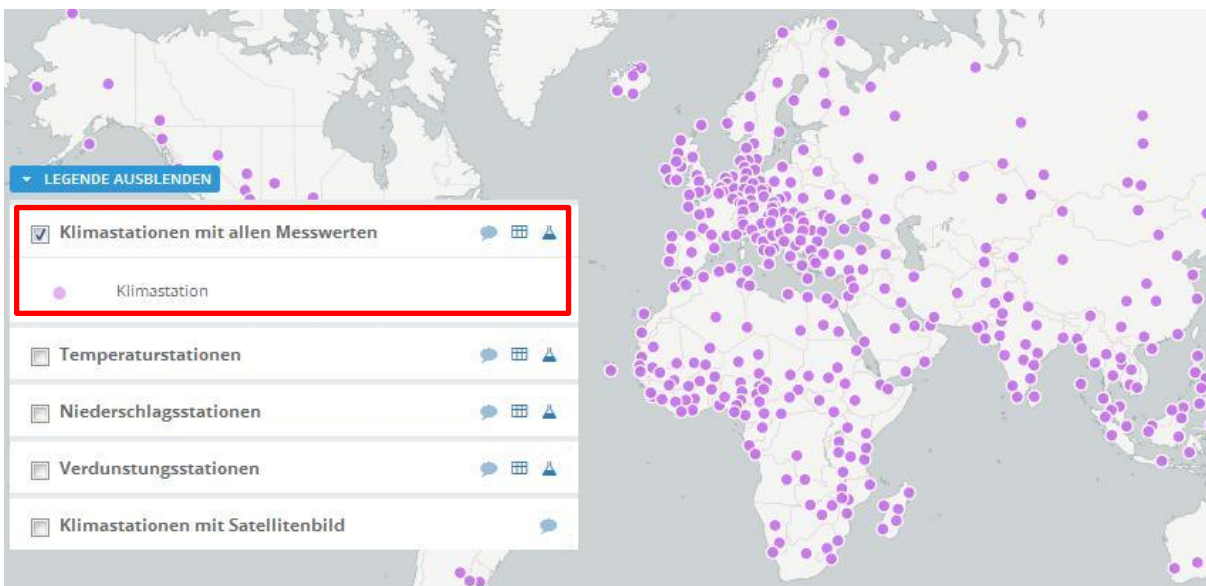 LEGENDE AUSBLENDEN
Klimastationen mit allen Messwerten
Klimastation
Temperaturstationen
Niederschlagsstationen
Verdunstungsstationen
Klimastationen mit Satellitenbild